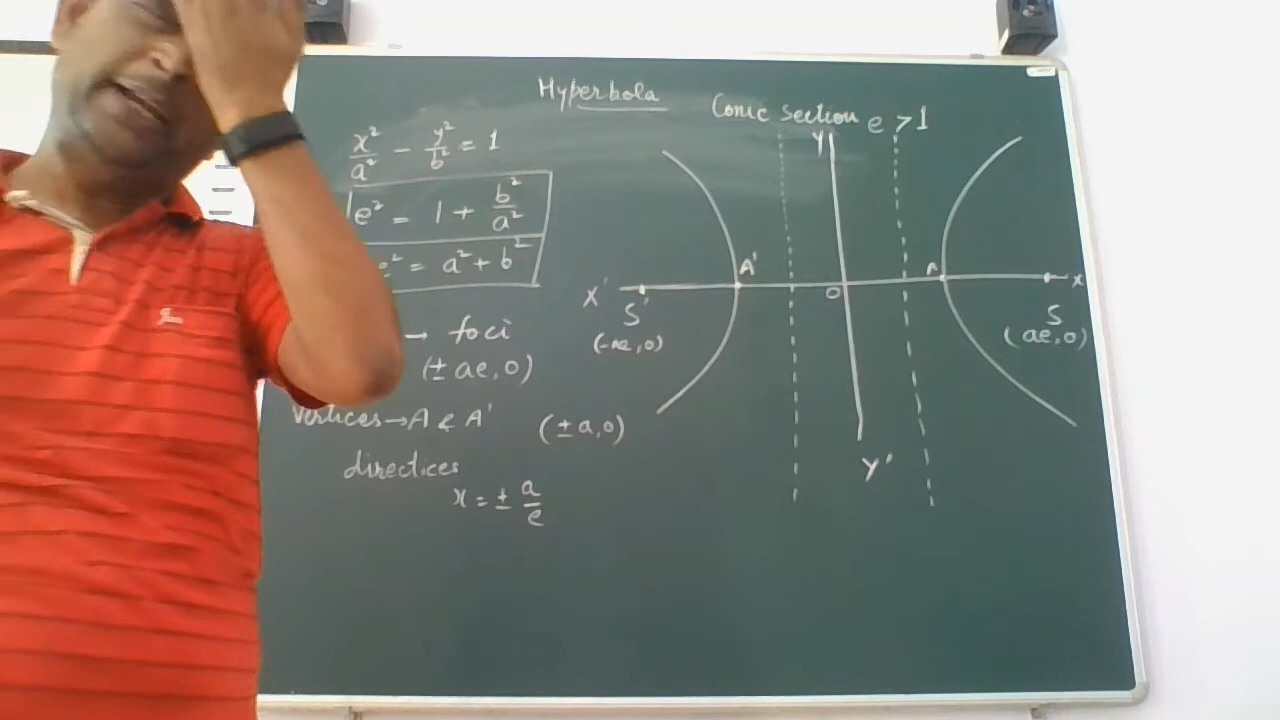 Hyperbola
Conic Section e > 1
x²/a² - y²/b² = 1
e² = 1 + b²/a²
e² = a² + b²
→ foci
(± ae, 0)
Vertices → A & A' (± a, 0)
directices
x = ± a/e
Y
X'
S'
(-ae, 0)
A'
O
A
X
S
(ae, 0)
Y'